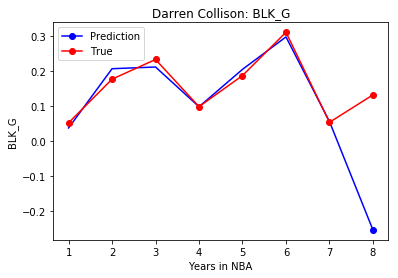 Darren Collison: BLK_G
Prediction
True
BLK_G
0.3
0.2
0.1
0.0
−0.1
−0.2
1 2 3 4 5 6 7 8
Years in NBA